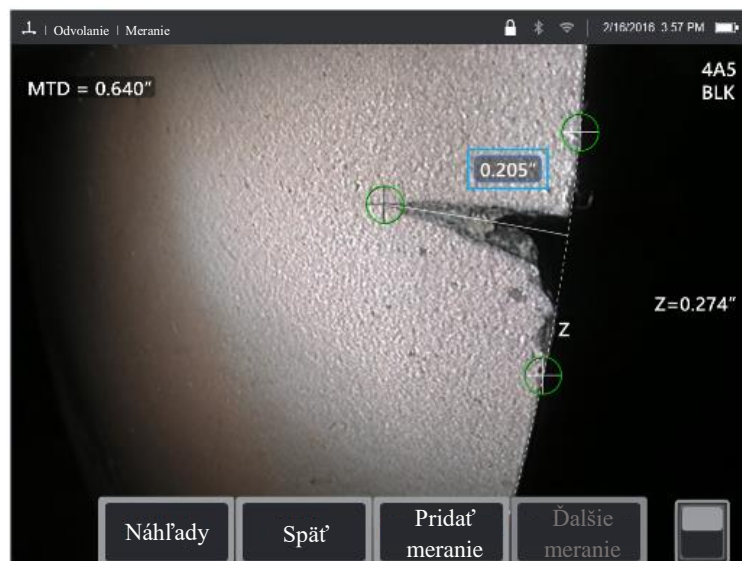 Odvolanie | Meranie
2/16/2016 3:57 PM
MTD = 0.640"
4A5
BLK
0.205"
Z=0.274"
Z
Náhľady
Späť
Pridať
meranie
Ďalšie
meranie